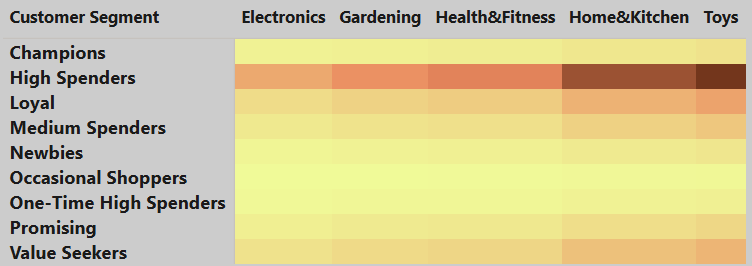 Customer Segment Electronics Gardening Health&Fitness Home&Kitchen Toys
Champions
High Spenders
Loyal
Medium Spenders
Newbies
Occasional Shoppers
One-Time High Spenders
Promising
Value Seekers